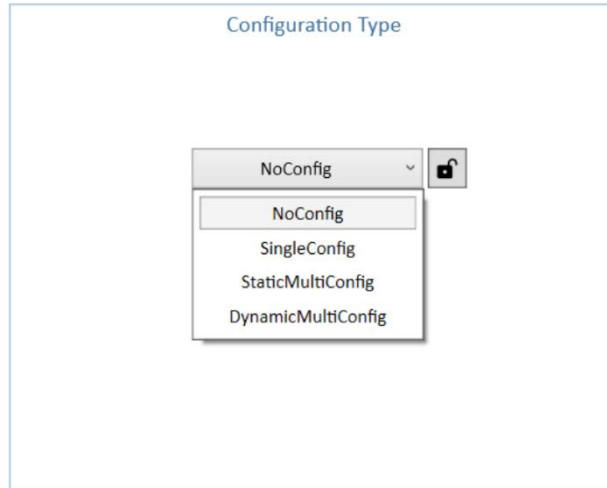 Configuration Type
NoConfig
NoConfig
SingleConfig
StaticMultiConfig
DynamicMultiConfig